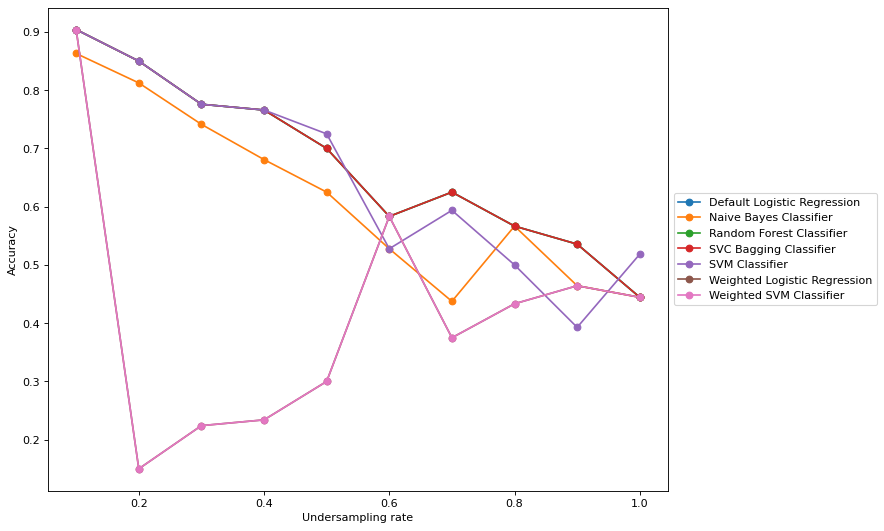 0.9
0.8
0.7
0.6
0.5
0.4
0.3
0.2
Accuracy
0.2
0.4
0.6
0.8
1.0
Undersampling rate
Default Logistic Regression
Naive Bayes Classifier
Random Forest Classifier
SVC Bagging Classifier
SVM Classifier
Weighted Logistic Regression
Weighted SVM Classifier